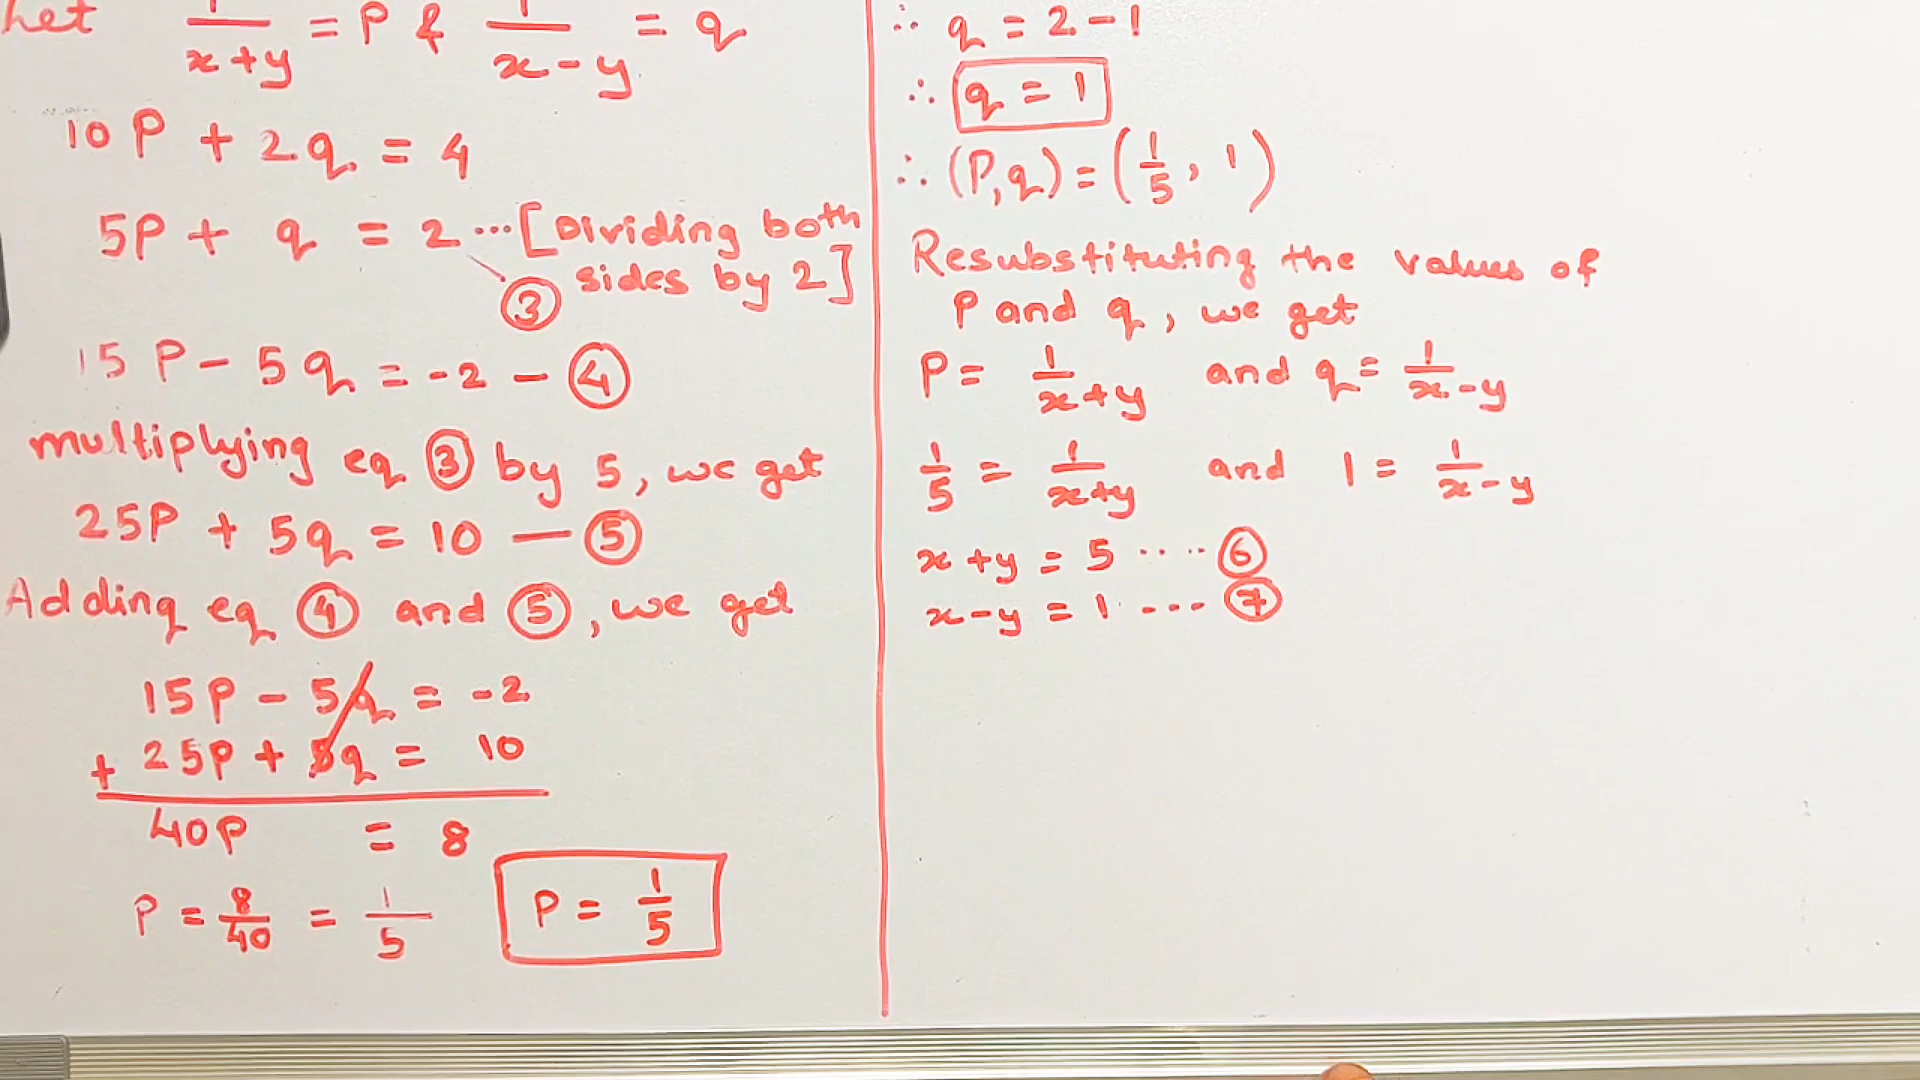 Let 1/x+y = P & 1/x-y = q
10P + 2q = 4
5P + q = 2 ... [Dividing both
③ sides by 2]
15P - 5q = -2 - ④
multiplying eq ③ by 5, we get
25P + 5q = 10 — ⑤
Adding eq ④ and ⑤, we get
15P - 5q = -2
+ 25P + 5q = 10
40P = 8
P = 8/40 = 1/5 P = 1/5
∴ q = 2 - 1
∴ q = 1
∴ (P,q) = (1/5, 1)
Resubstituting the values of
P and q, we get
P = 1/x+y and q = 1/x-y
1/5 = 1/x+y and 1 = 1/x-y
x+y = 5 .... ⑥
x-y = 1 .... ⑦